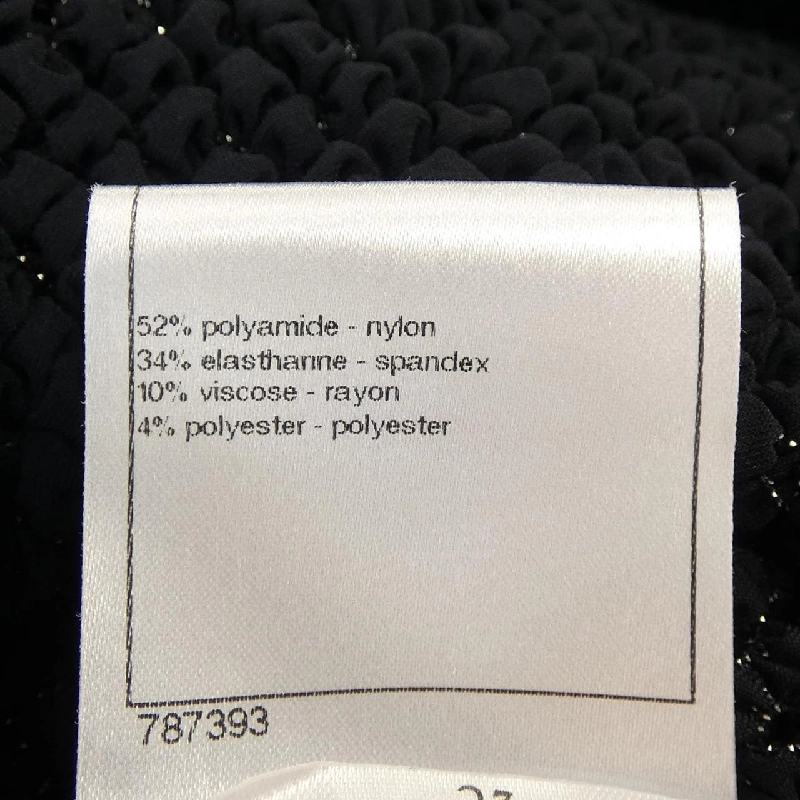 52% polyamide - nylon
34% elasthanne - spandex
10% viscose - rayon
4% polyester - polyester
787393